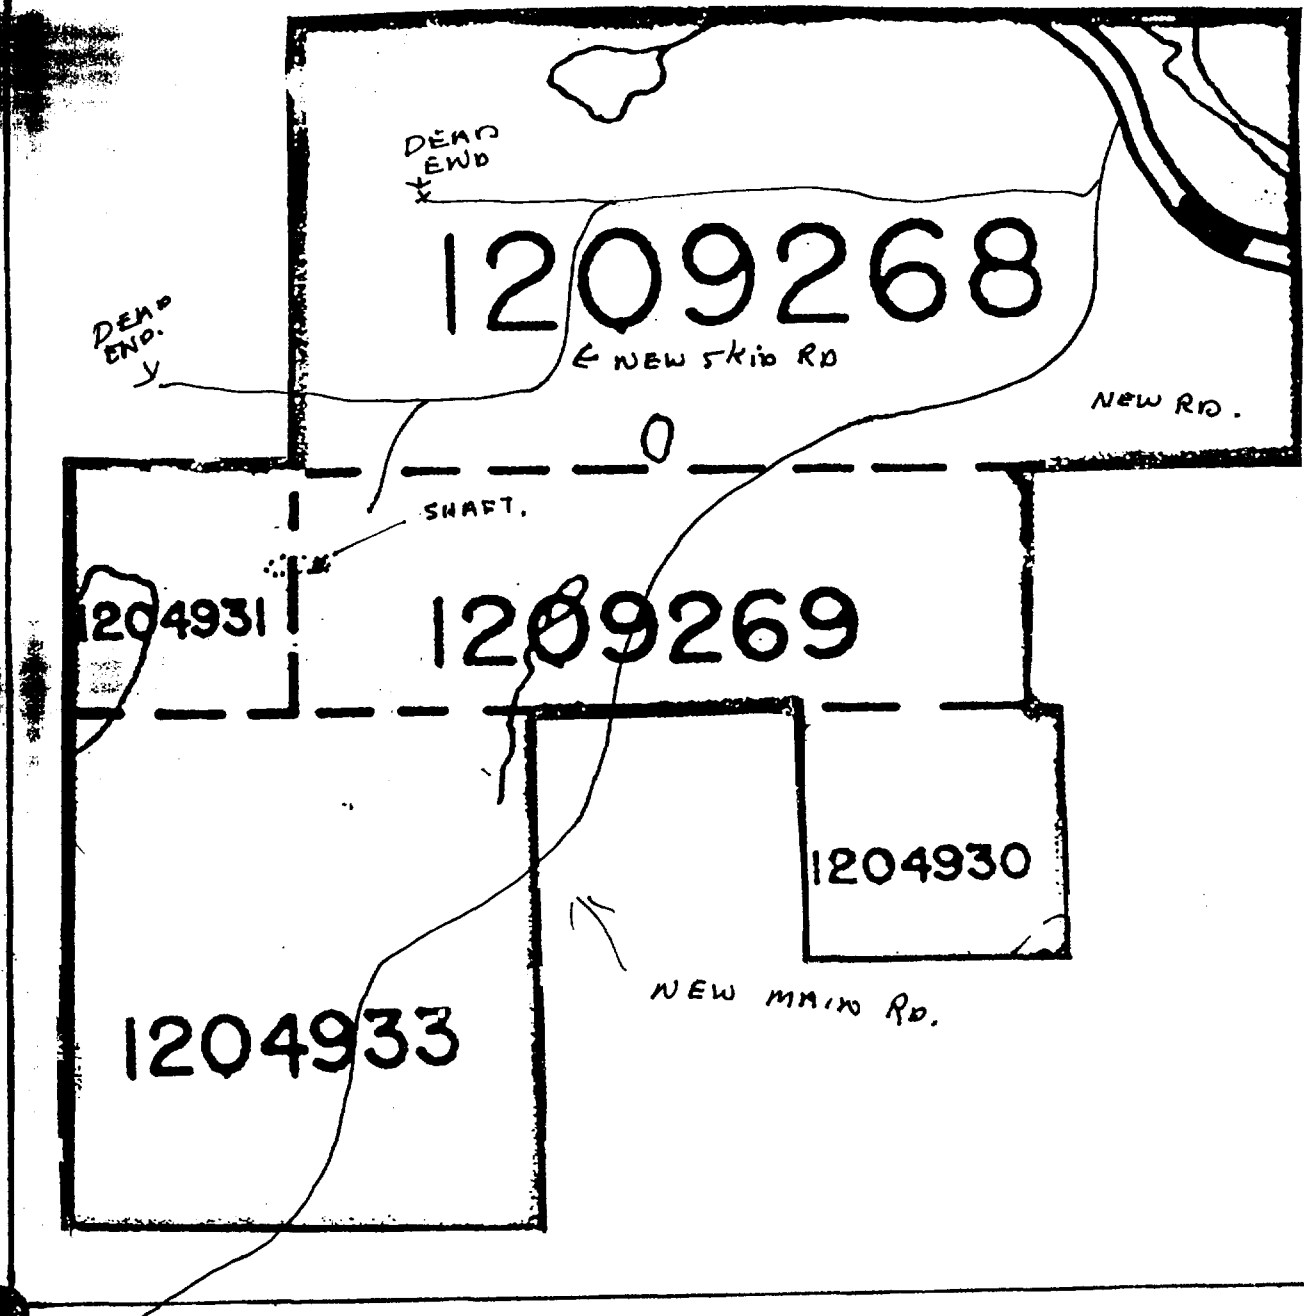 DEAD
END
1209268
DEAD
END.
← NEW SKID RD
NEW RD.
SHAFT.
1204931
1209269
1204930
NEW MAIN RD.
1204933